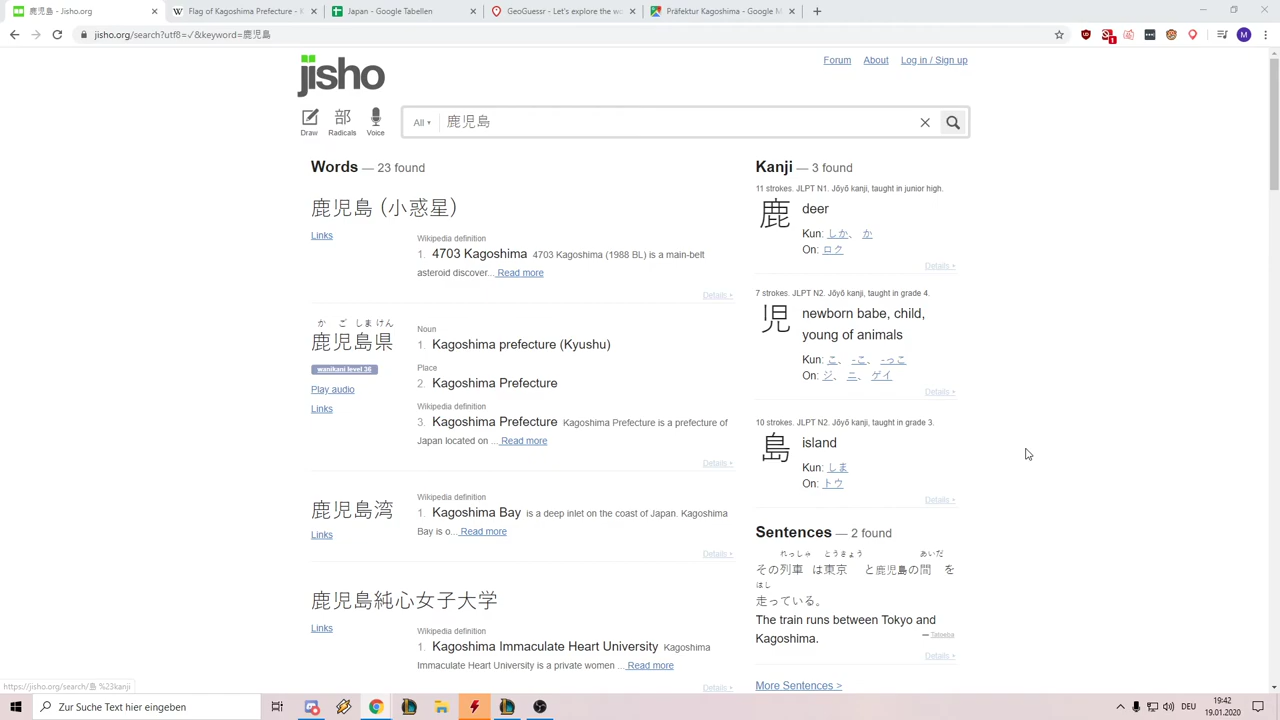 鹿児島 - Jisho.org
Flag of Kagoshima Prefecture -
GeoGuessr - Let's explore the
Präfektur Kagoshima - Google M
jisho.org/search?utf8=✓&keyword=鹿児島
1
M
jisho
Forum About Log in / Sign up
部
Draw Radicals Voice
All 鹿児島
Words — 23 found
鹿児島 (小惑星)
Links
Wikipedia definition
1. 4703 Kagoshima 4703 Kagoshima (1988 BL) is a main-belt
asteroid discover... Read more
Details
か ご しま けん
鹿児島県
wanikani level 36
Play audio
Links
Noun
1. Kagoshima prefecture (Kyushu)
Place
2. Kagoshima Prefecture
Wikipedia definition
3. Kagoshima Prefecture Kagoshima Prefecture is a prefecture of
Japan located on ... Read more
Details
鹿児島湾
Links
Wikipedia definition
1. Kagoshima Bay is a deep inlet on the coast of Japan. Kagoshima
Bay is o... Read more
Details
鹿児島純心女子大学
Links
Wikipedia definition
1. Kagoshima Immaculate Heart University Kagoshima
Immaculate Heart University is a private women ... Read more
Details
Kanji — 3 found
11 strokes. JLPT N1. Jōyō kanji, taught in junior high.
鹿 deer
Kun: しか、 か
On: ロク
Details
7 strokes. JLPT N2. Jōyō kanji, taught in grade 4.
児 newborn babe, child,
young of animals
Kun: こ、 -こ、 -っこ
On: ジ、 ニ、 ゲイ
Details
10 strokes. JLPT N2. Jōyō kanji, taught in grade 3.
島 island
Kun: しま
On: トウ
Details
Sentences — 2 found
れっしゃ とうきょう あいだ
その列車は東京と鹿児島の間を
はし
走っている。
The train runs between Tokyo and
Kagoshima.
— Tatoeba
Details
More Sentences >
https://jisho.org/search/島 %23kanji
Zur Suche Text hier eingeben
DEU
19:42
19.01.2020